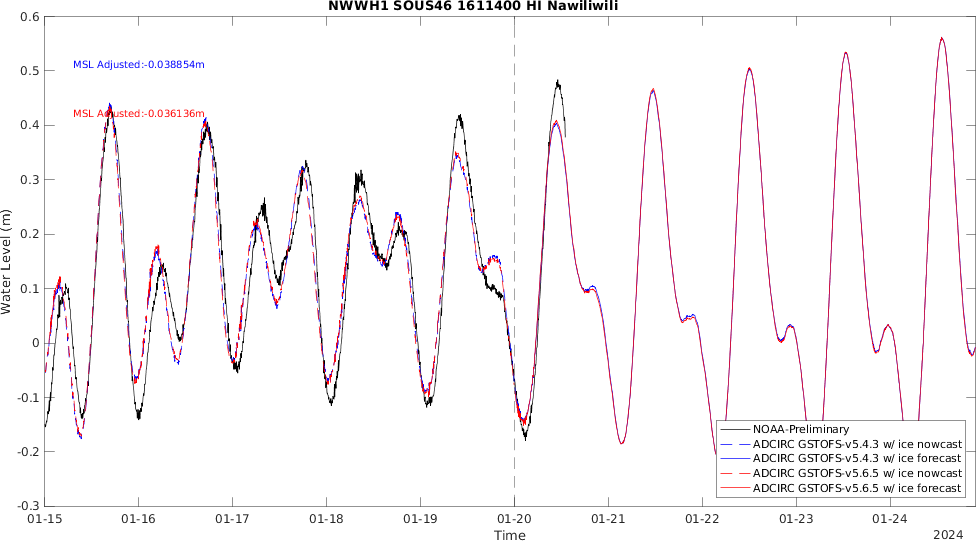 NWWH1 SOUS46 1611400 HI Nawiliwili
0.6
0.5
0.4
0.3
0.2
0.1
0
-0.1
-0.2
-0.3
Water Level (m)
MSL Adjusted:-0.038854m
MSL Adjusted:-0.036136m
NOAA-Preliminary
ADCIRC GSTOFS-v5.4.3 w/ ice nowcast
ADCIRC GSTOFS-v5.4.3 w/ ice forecast
ADCIRC GSTOFS-v5.6.5 w/ ice nowcast
ADCIRC GSTOFS-v5.6.5 w/ ice forecast
01-15 01-16 01-17 01-18 01-19 01-20 01-21 01-22 01-23 01-24
Time
2024